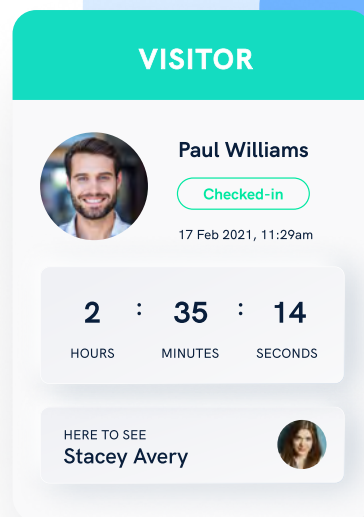 VISITOR
Paul Williams
Checked-in
17 Feb 2021, 11:29am
2 : 35 : 14
HOURS MINUTES SECONDS
HERE TO SEE
Stacey Avery